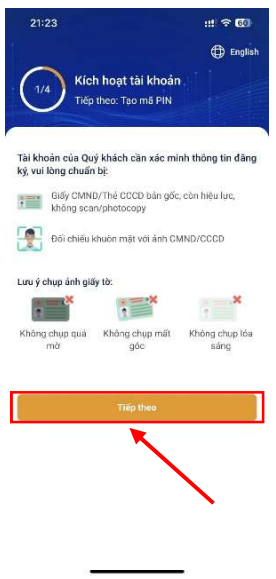 21:23
60
English
1/4
Kích hoạt tài khoản
Tiếp theo: Tạo mã PIN
Tài khoản của Quý khách cần xác minh thông tin đăng
ký, vui lòng chuẩn bị:
Giấy CMND/Thẻ CCCD bản gốc, còn hiệu lực,
không scan/photocopy
Đối chiếu khuôn mặt với ảnh CMND/CCCD
Lưu ý chụp ảnh giấy tờ:
Không chụp quá
mờ
Không chụp mất
góc
Không chụp lóa
sáng
Tiếp theo